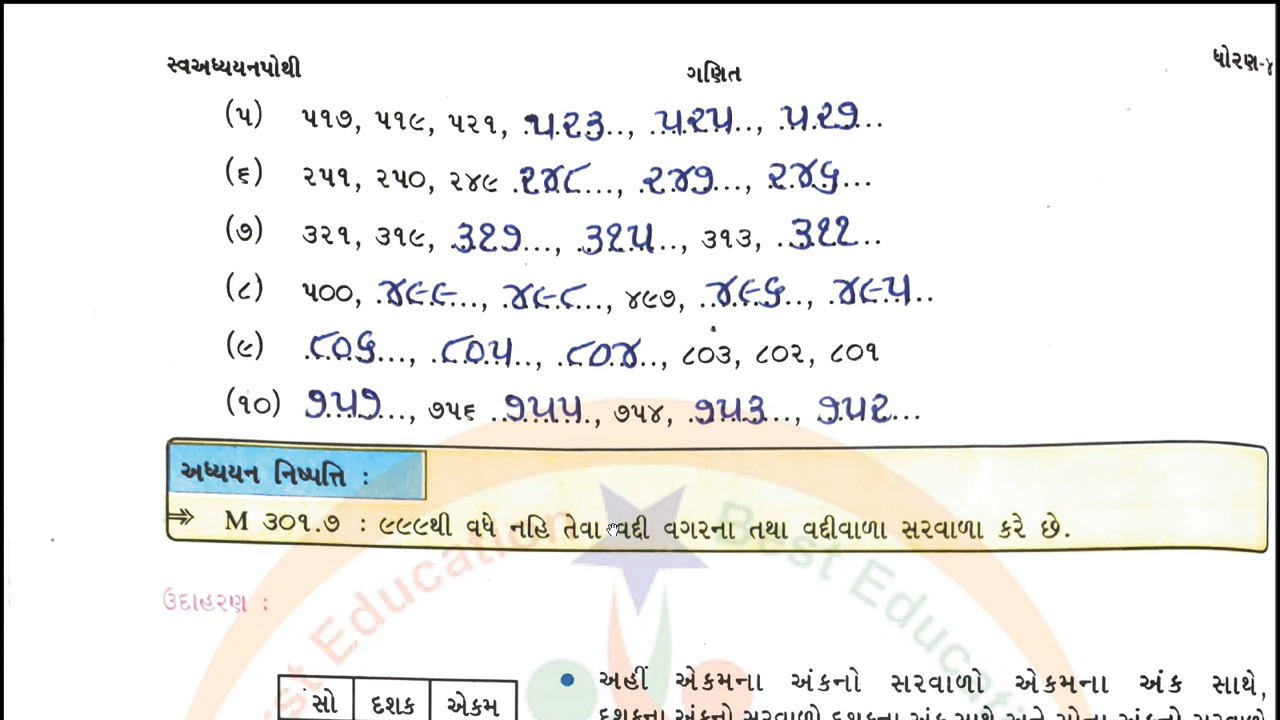 સ્વઅધ્યયનપોથી ગણિત ધોરણ-૪
(૫) ૫૧૭, ૫૧૯, ૫૨૧, ૫૨૩.., ૫૨૫.., ૫૨૭..
(૬) ૨૫૧, ૨૫૦, ૨૪૯ .૨૪૮..., ૨૪૭..., ૨૪૬...
(૭) ૩૨૧, ૩૧૯, ૩૧૭..., ૩૧૫.., ૩૧૩, .૩૧૧..
(૮) ૫૦૦, ૪૯૯..., ૪૯૮..., ૪૯૭, ૪૯૬.., ૪૯૫..
(૯) ૮૦૬..., ૮૦૫.., ૮૦૪.., ૮૦૩, ૮૦૨, ૮૦૧
(૧૦) ૭૫૭..., ૭૫૬ ૭૫૫., ૭૫૪, ૭૫૩..., ૭૫૨...
અધ્યયન નિષ્પત્તિ :
M ૩૦૧.૭ : ૯૯૯થી વધે નહિ તેવા વદ્દી વગરના તથા વદ્દીવાળા સરવાળા કરે છે.
Best Education
ઉદાહરણ :
સો દશક એકમ
• અહીં એકમના અંકનો સરવાળો એકમના અંક સાથે,